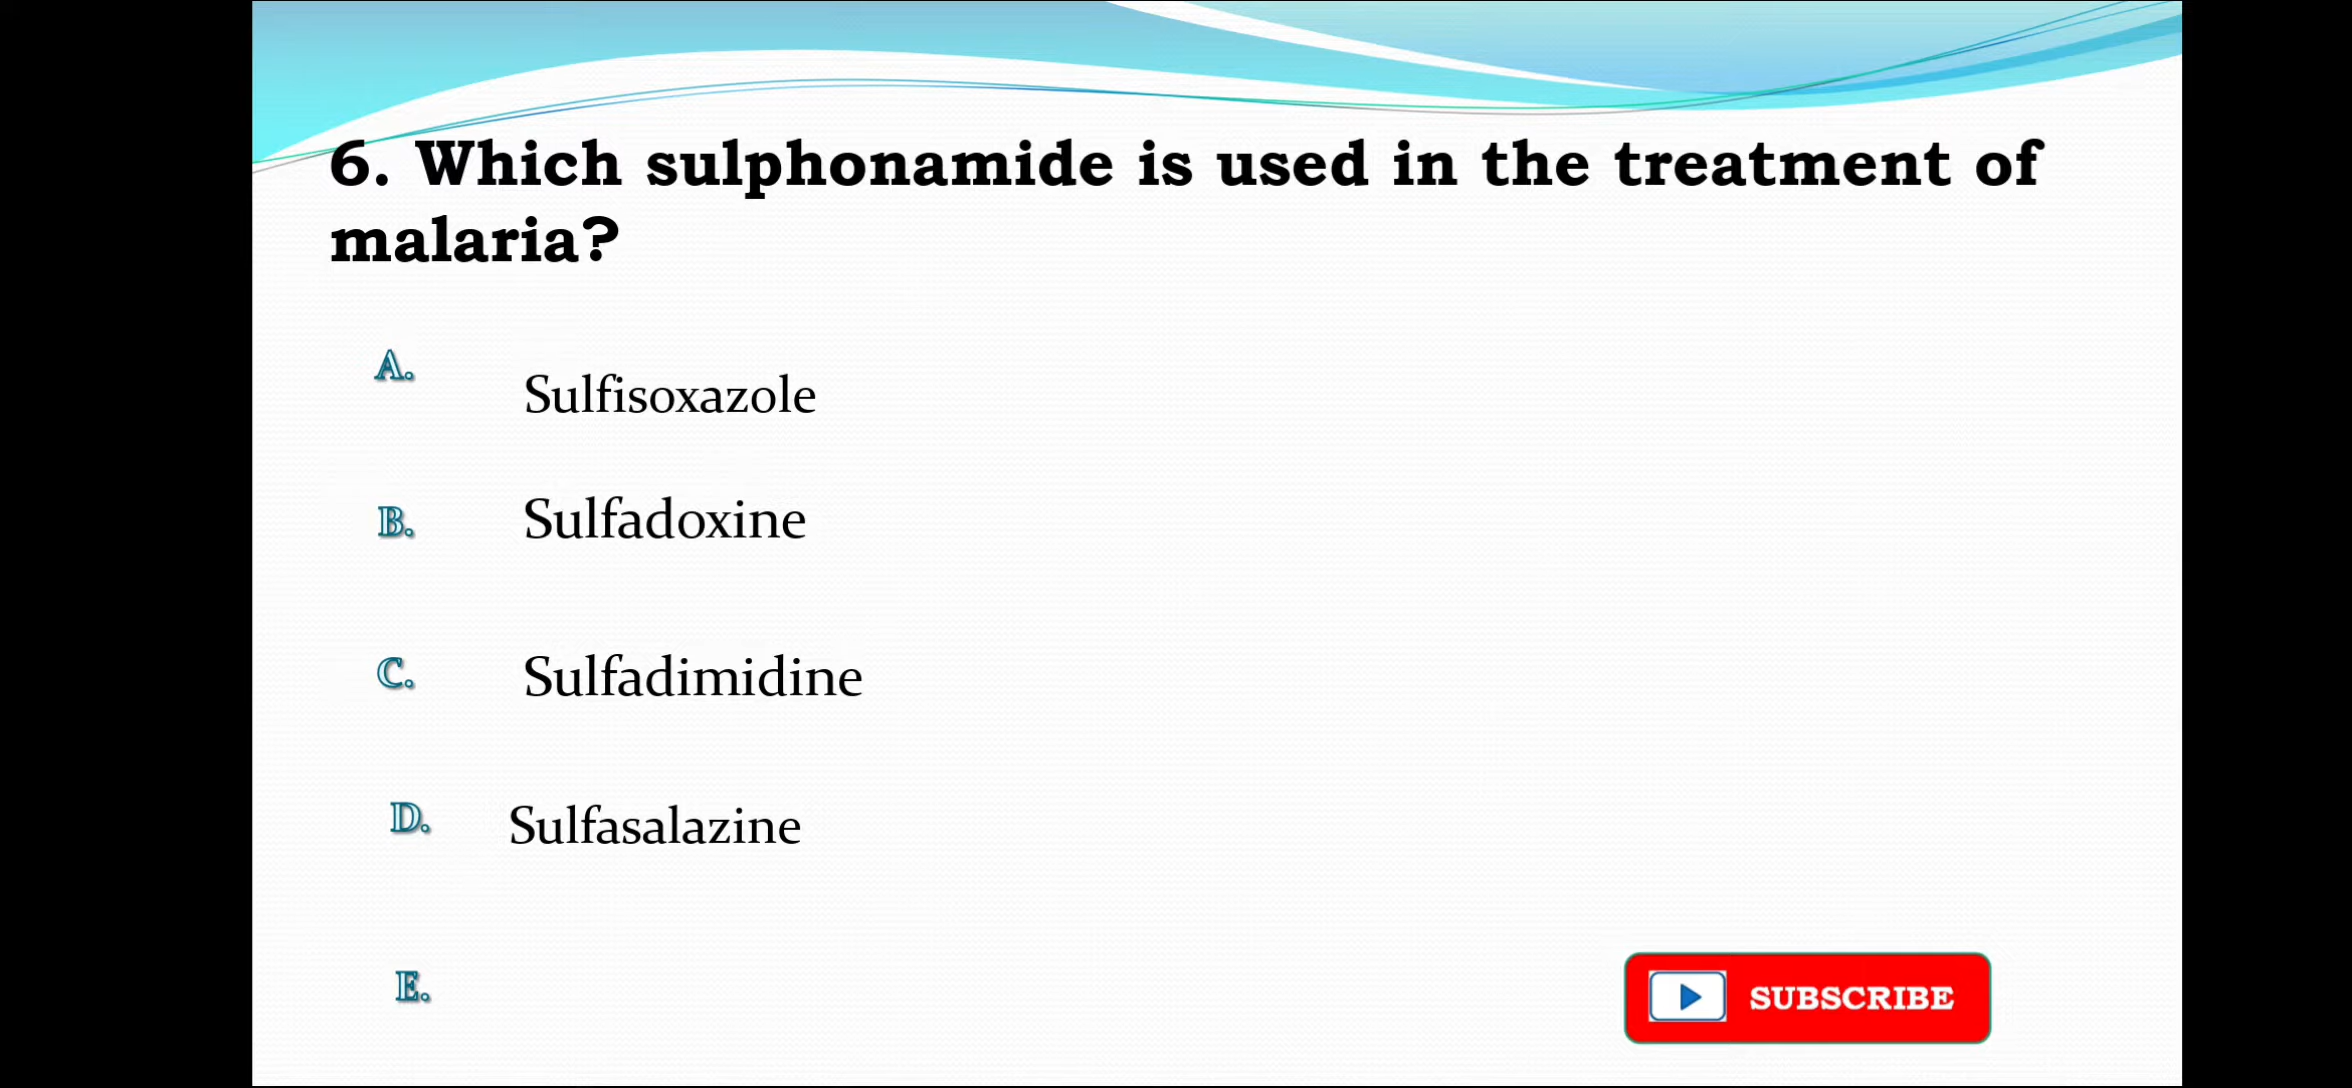 6. Which sulphonamide is used in the treatment of
malaria?
A. Sulfisoxazole
B. Sulfadoxine
C. Sulfadimidine
D. Sulfasalazine
E.
SUBSCRIBE